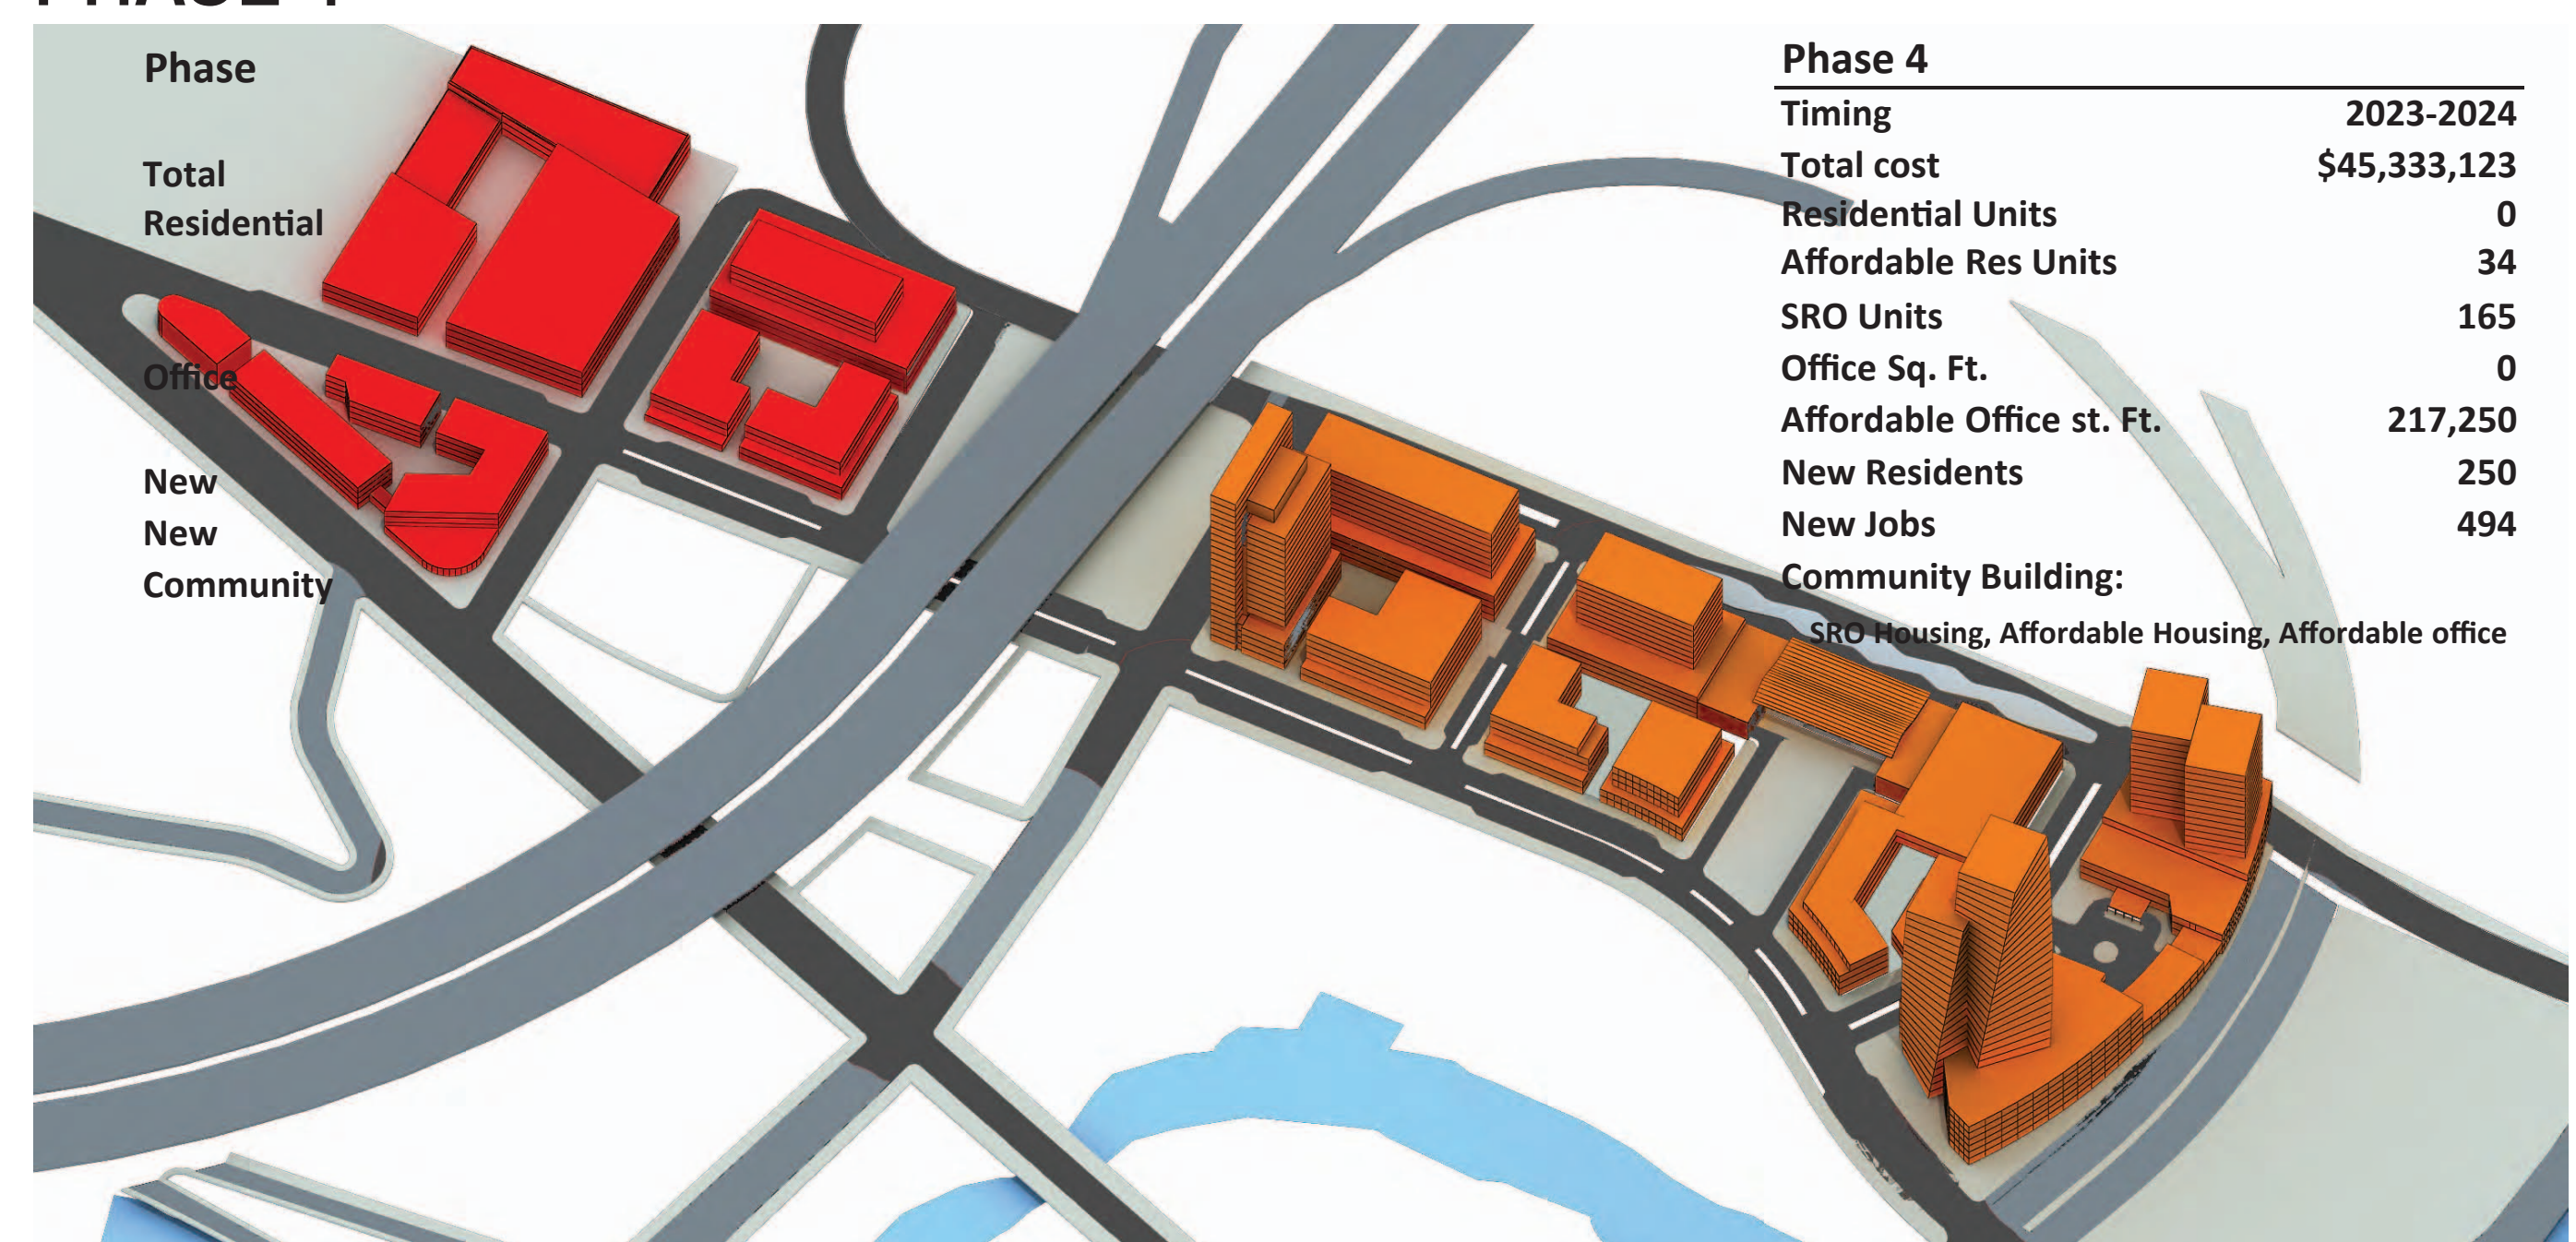 Phase
Total
Residential
Office
New
New
Community
Phase 4
Timing 2023-2024
Total cost $45,333,123
Residential Units 0
Affordable Res Units 34
SRO Units 165
Office Sq. Ft. 0
Affordable Office st. Ft. 217,250
New Residents 250
New Jobs 494
Community Building:
SRO Housing, Affordable Housing, Affordable office